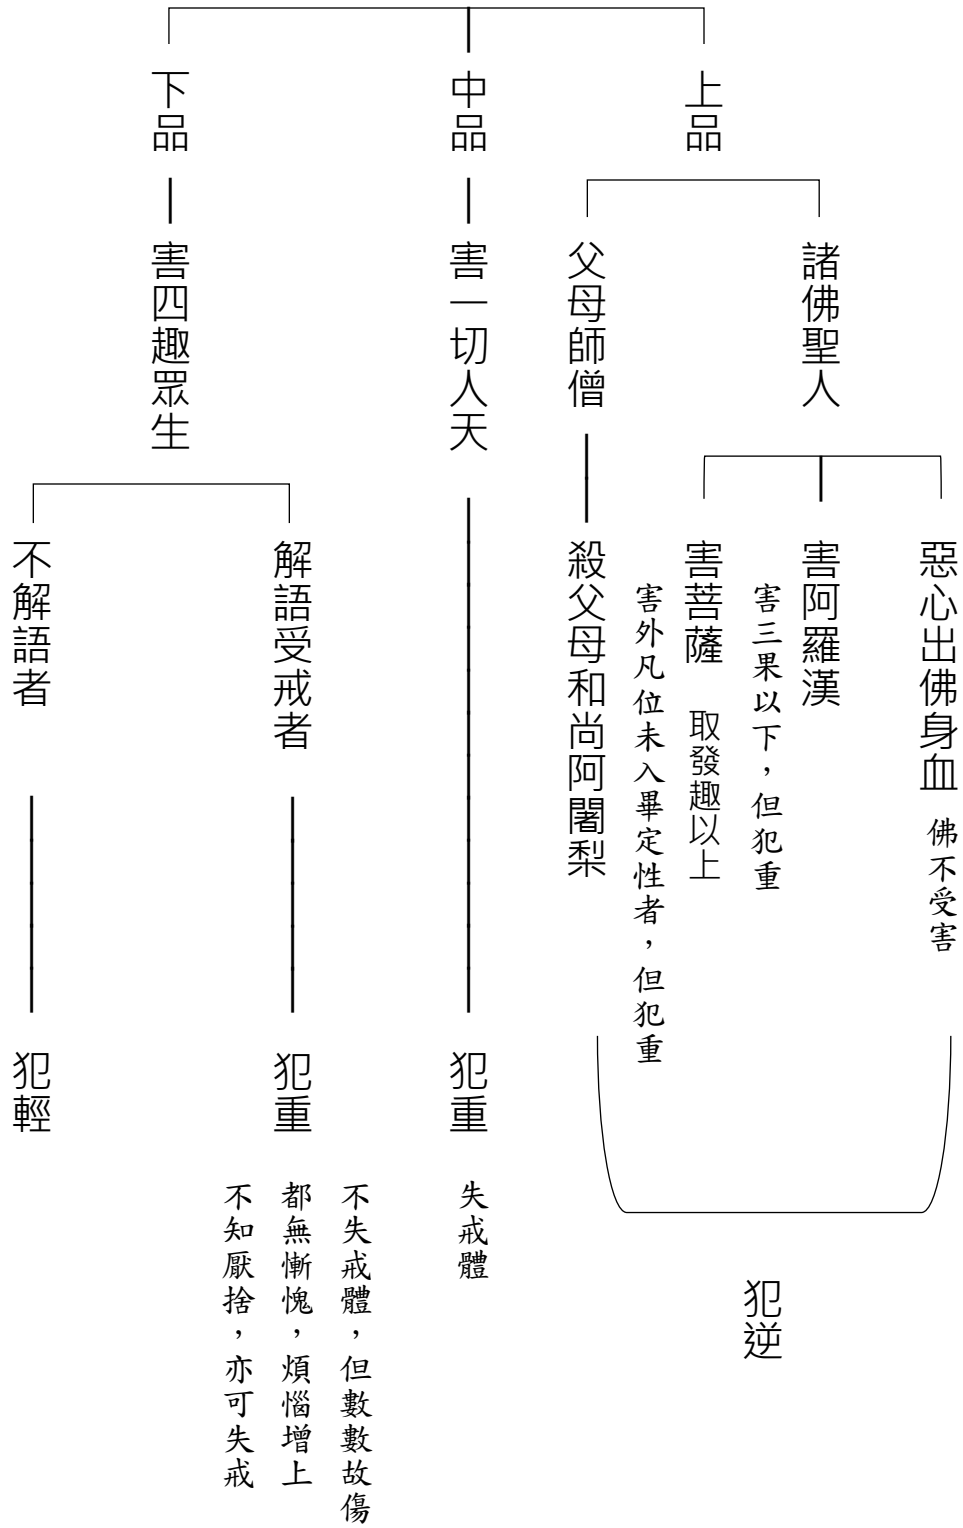 上品
諸佛聖人
惡心出佛身血 佛不受害
害阿羅漢
害三果以下，但犯重
害菩薩 取發趣以上
害外凡位未入畢定性者，但犯重
父母師僧
殺父母和尚阿闍梨
犯逆
中品
害一切人天
犯重
失戒體
下品
害四趣眾生
解語受戒者
犯重
不失戒體，但數數故傷
都無慚愧，煩惱增上
不知厭捨，亦可失戒
不解語者
犯輕